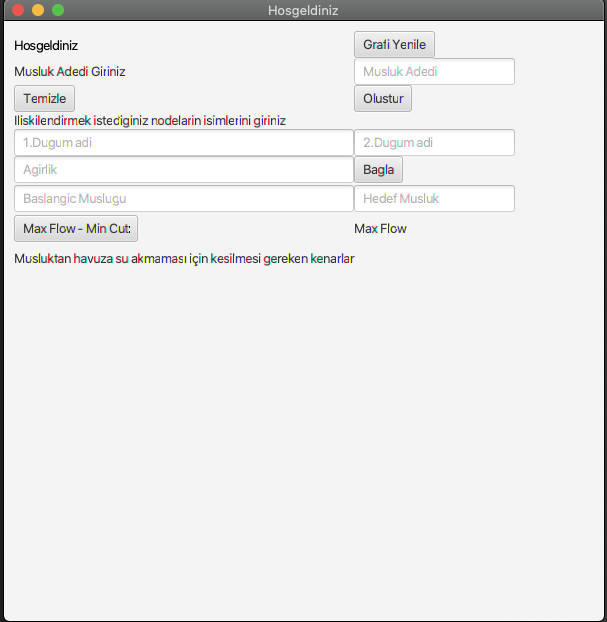 Hosgeldiniz
Hosgeldiniz
Grafi Yenile
Musluk Adedi Giriniz
Musluk Adedi
Temizle
Olustur
Iliskilendirmek istediginiz nodelarin isimlerini giriniz
1.Dugum adi
2.Dugum adi
Agirlik
Bagla
Baslangic Muslugu
Hedef Musluk
Max Flow - Min Cut:
Max Flow
Musluktan havuza su akmaması için kesilmesi gereken kenarlar